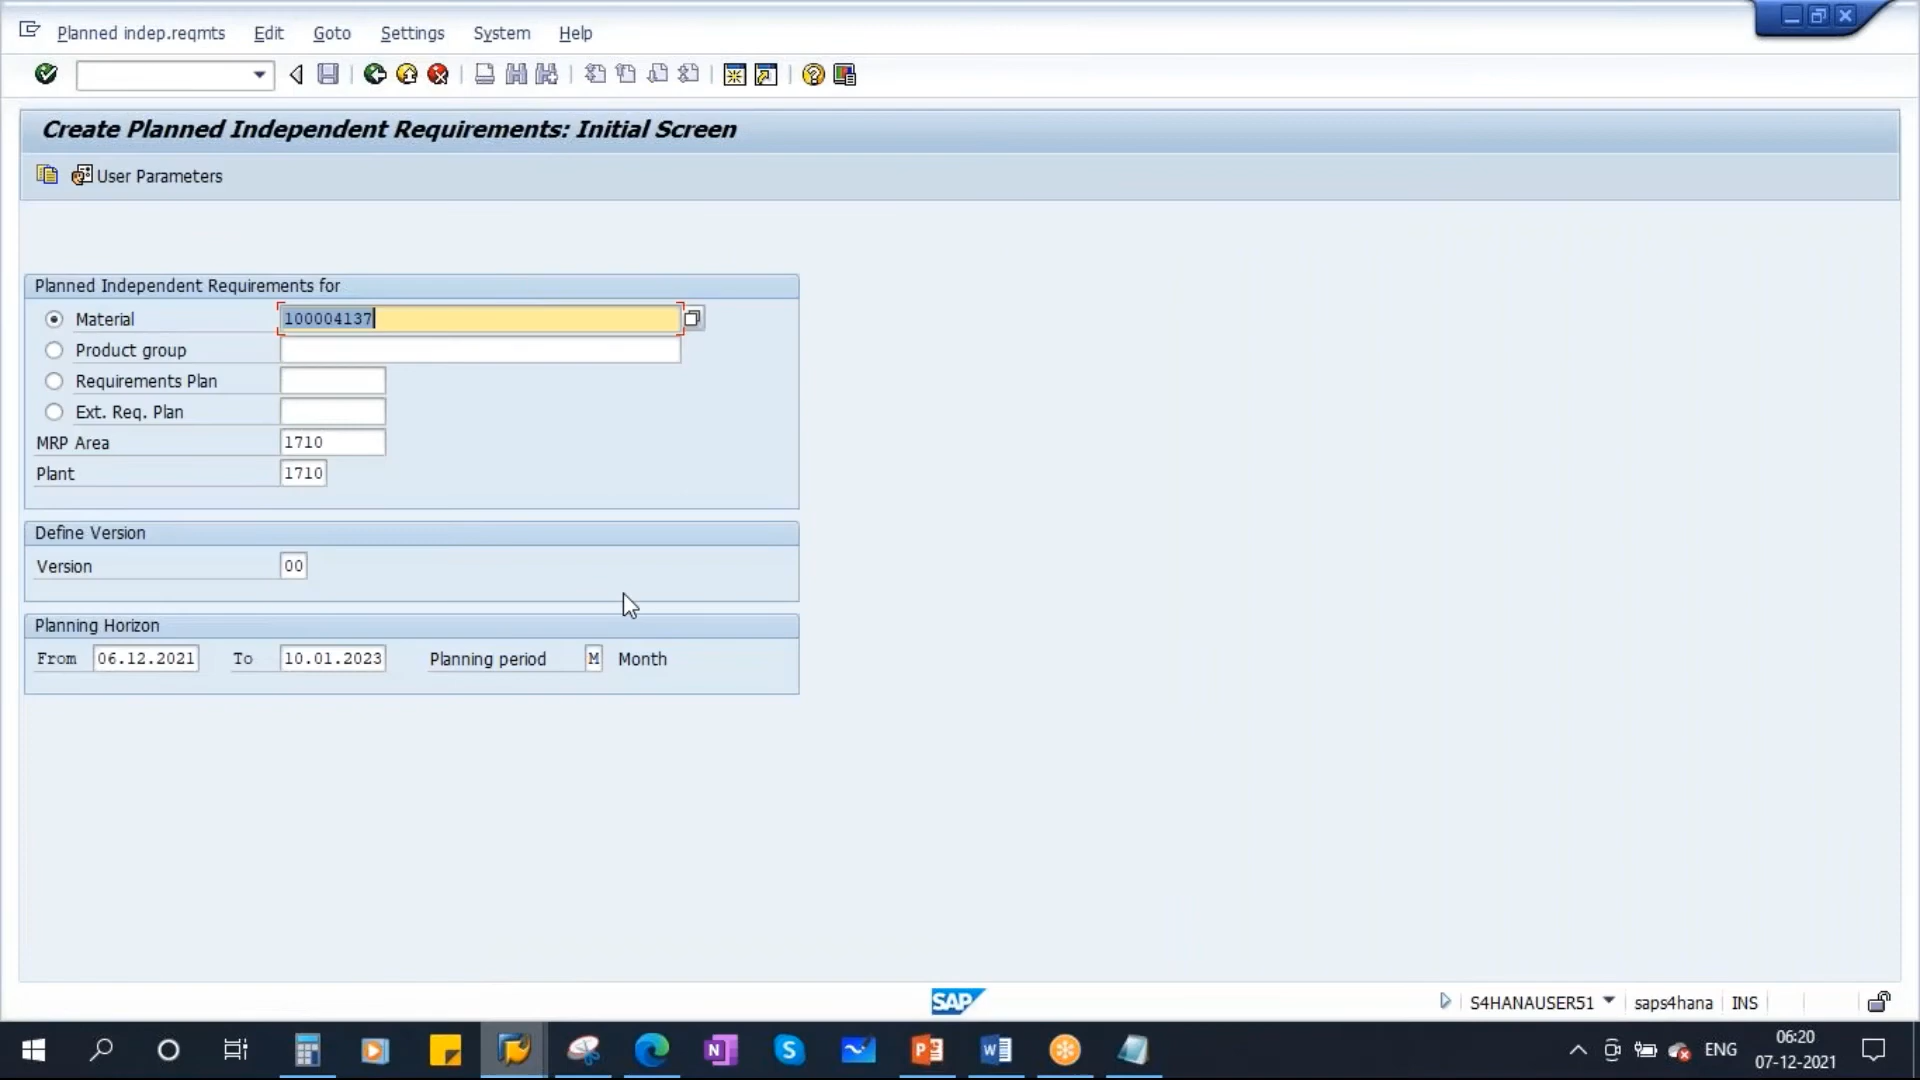 Planned indep.reqmts Edit Goto Settings System Help
Create Planned Independent Requirements: Initial Screen
User Parameters
Planned Independent Requirements for
Material 100004137
Product group
Requirements Plan
Ext. Req. Plan
MRP Area 1710
Plant 1710
Define Version
Version 00
Planning Horizon
From 06.12.2021 To 10.01.2023 Planning period M Month
SAP S4HANAUSER51 saps4hana INS
ENG 06:20
07-12-2021